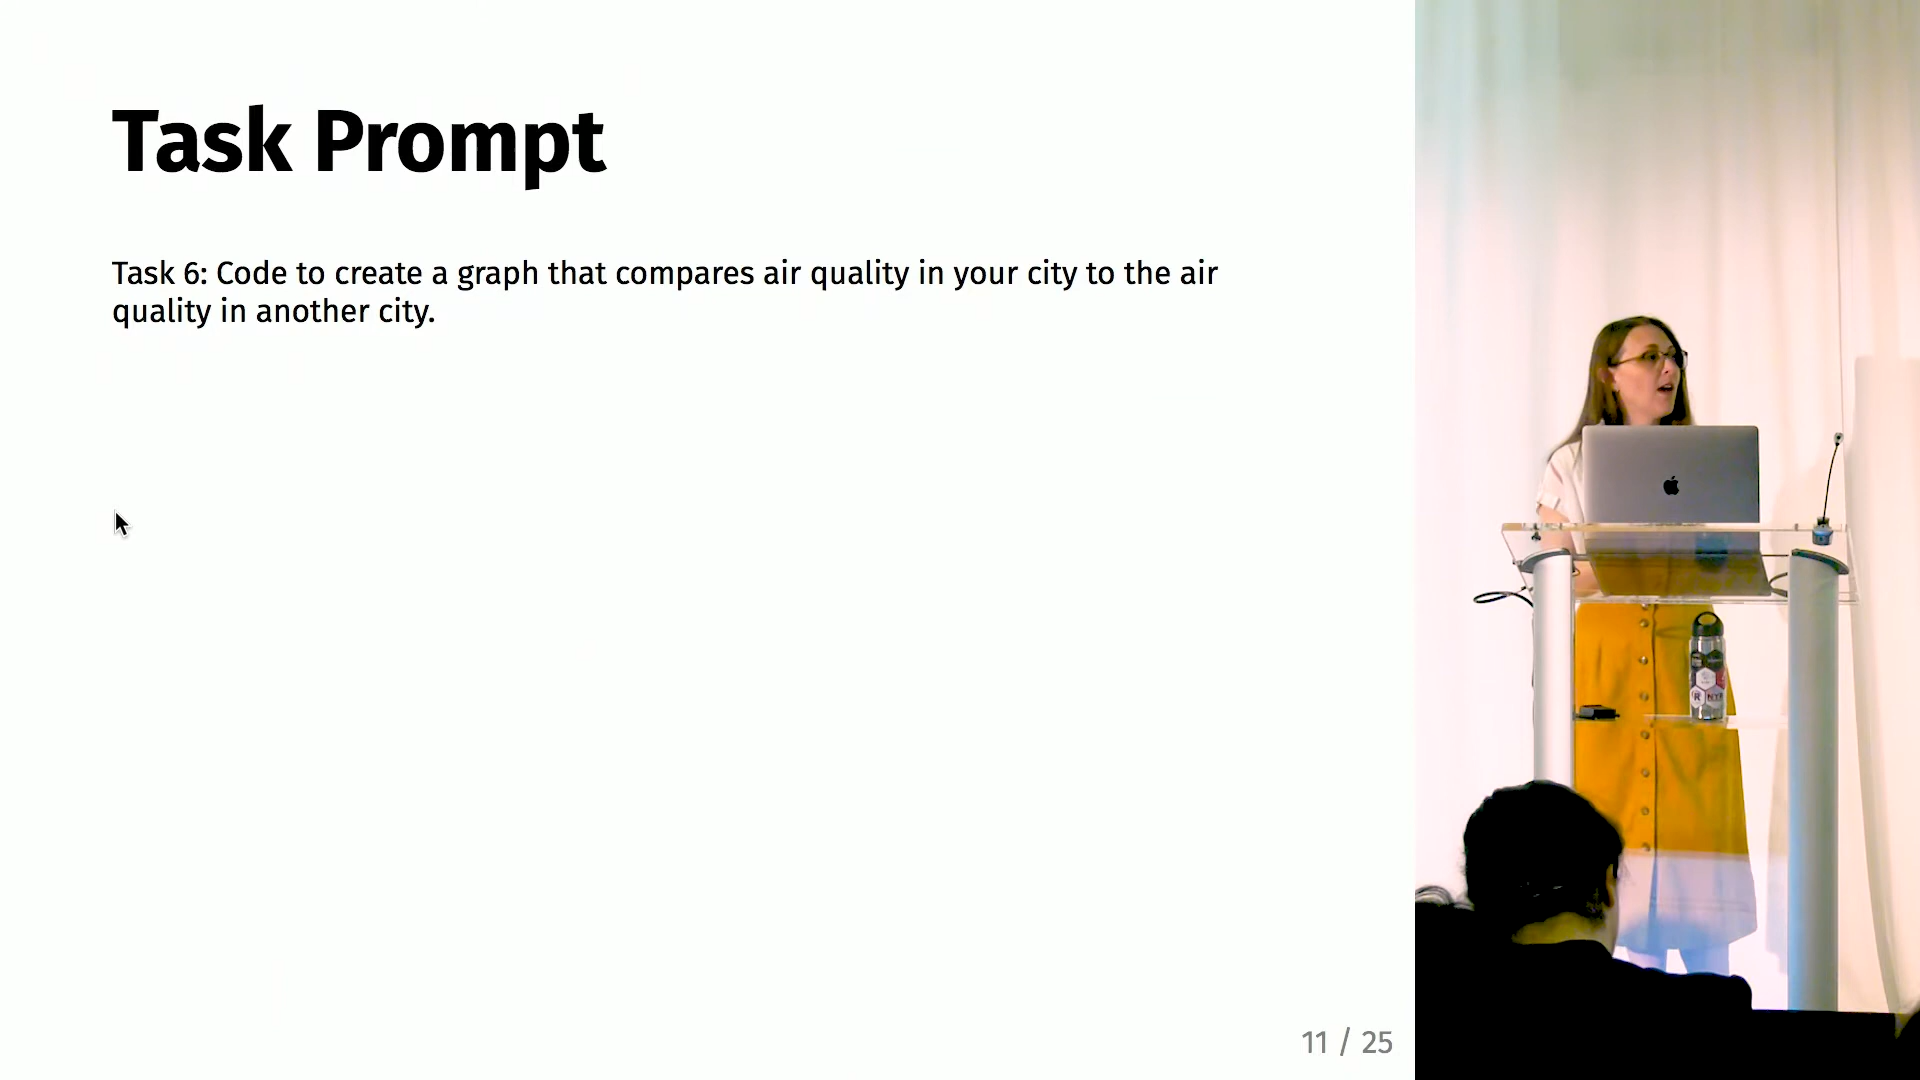 Task Prompt
Task 6: Code to create a graph that compares air quality in your city to the air
quality in another city.
11 / 25
R